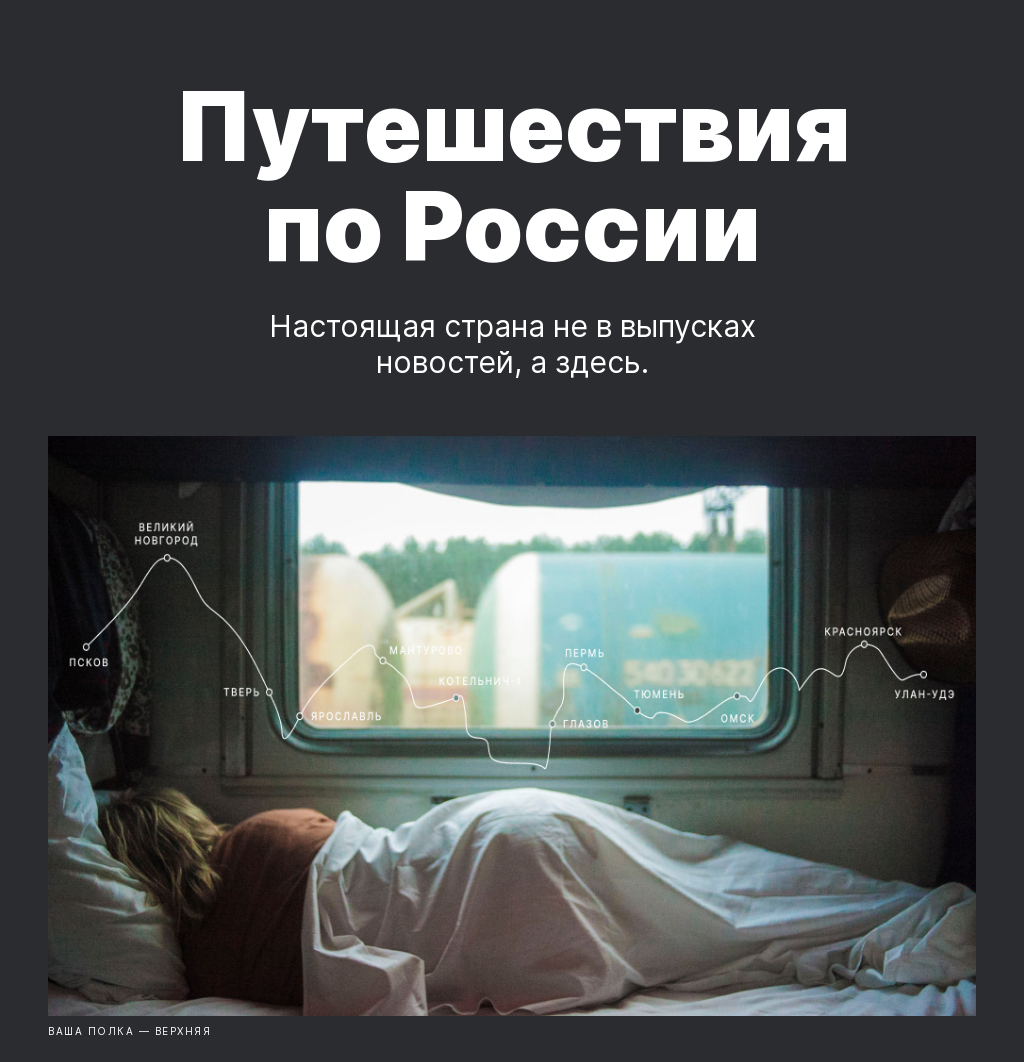 Путешествия
по России
Настоящая страна не в выпусках
новостей, а здесь.
ВЕЛИКИЙ
НОВГОРОД
ПСКОВ
ТВЕРЬ
ЯРОСЛАВЛЬ
МАНТУРОВО
КОТЕЛЬНИЧ-1
ГЛАЗОВ
ПЕРМЬ
ТЮМЕНЬ
ОМСК
КРАСНОЯРСК
УЛАН-УДЭ
54030622
ВАША ПОЛКА — ВЕРХНЯЯ